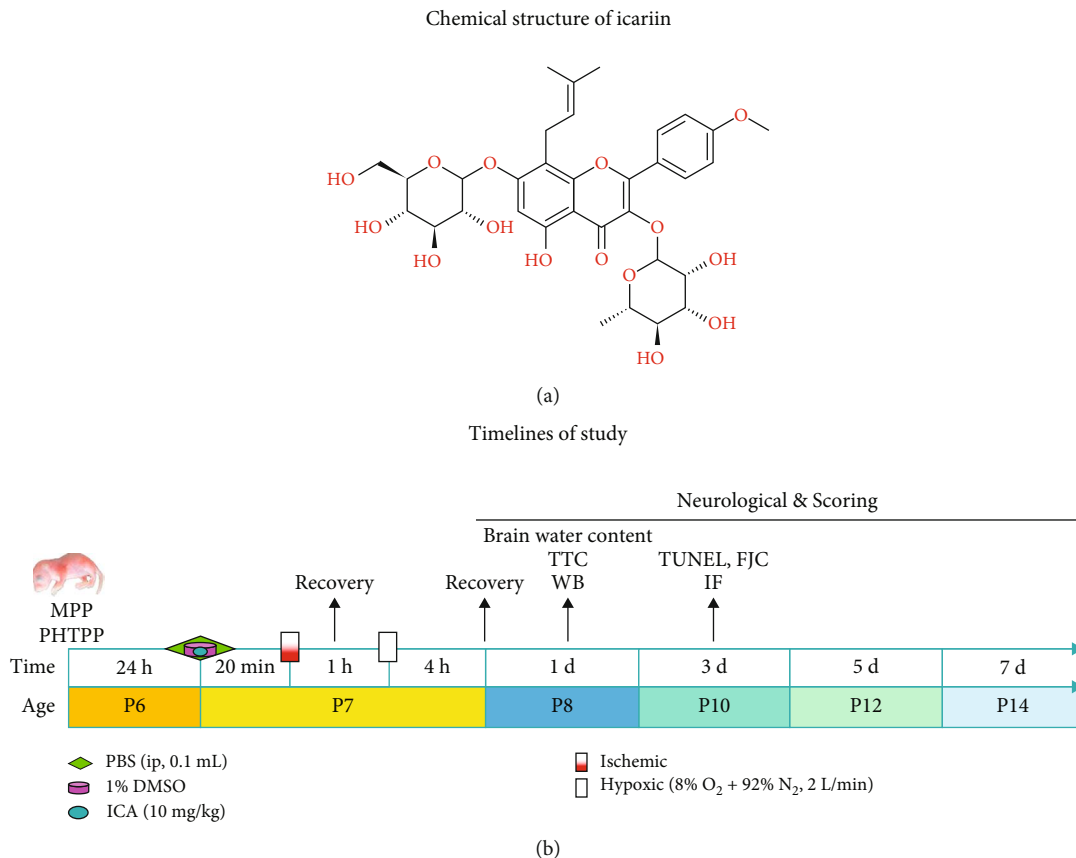 Chemical structure of icariin
O
HO
O
O
O
HO
OH
HO
OH
O
O
O
OH
OH
HO
(a)
Timelines of study
Neurological & Scoring
Brain water content
TTC
WB
TUNEL, FJC
IF
Recovery
Recovery
MPP
PHTPP
Time
24 h
20 min
1 h
4 h
1 d
3 d
5 d
7 d
Age
P6
P7
P8
P10
P12
P14
PBS (ip, 0.1 mL)
1% DMSO
ICA (10 mg/kg)
Ischemic
Hypoxic (8% O₂ + 92% N₂, 2 L/min)
(b)